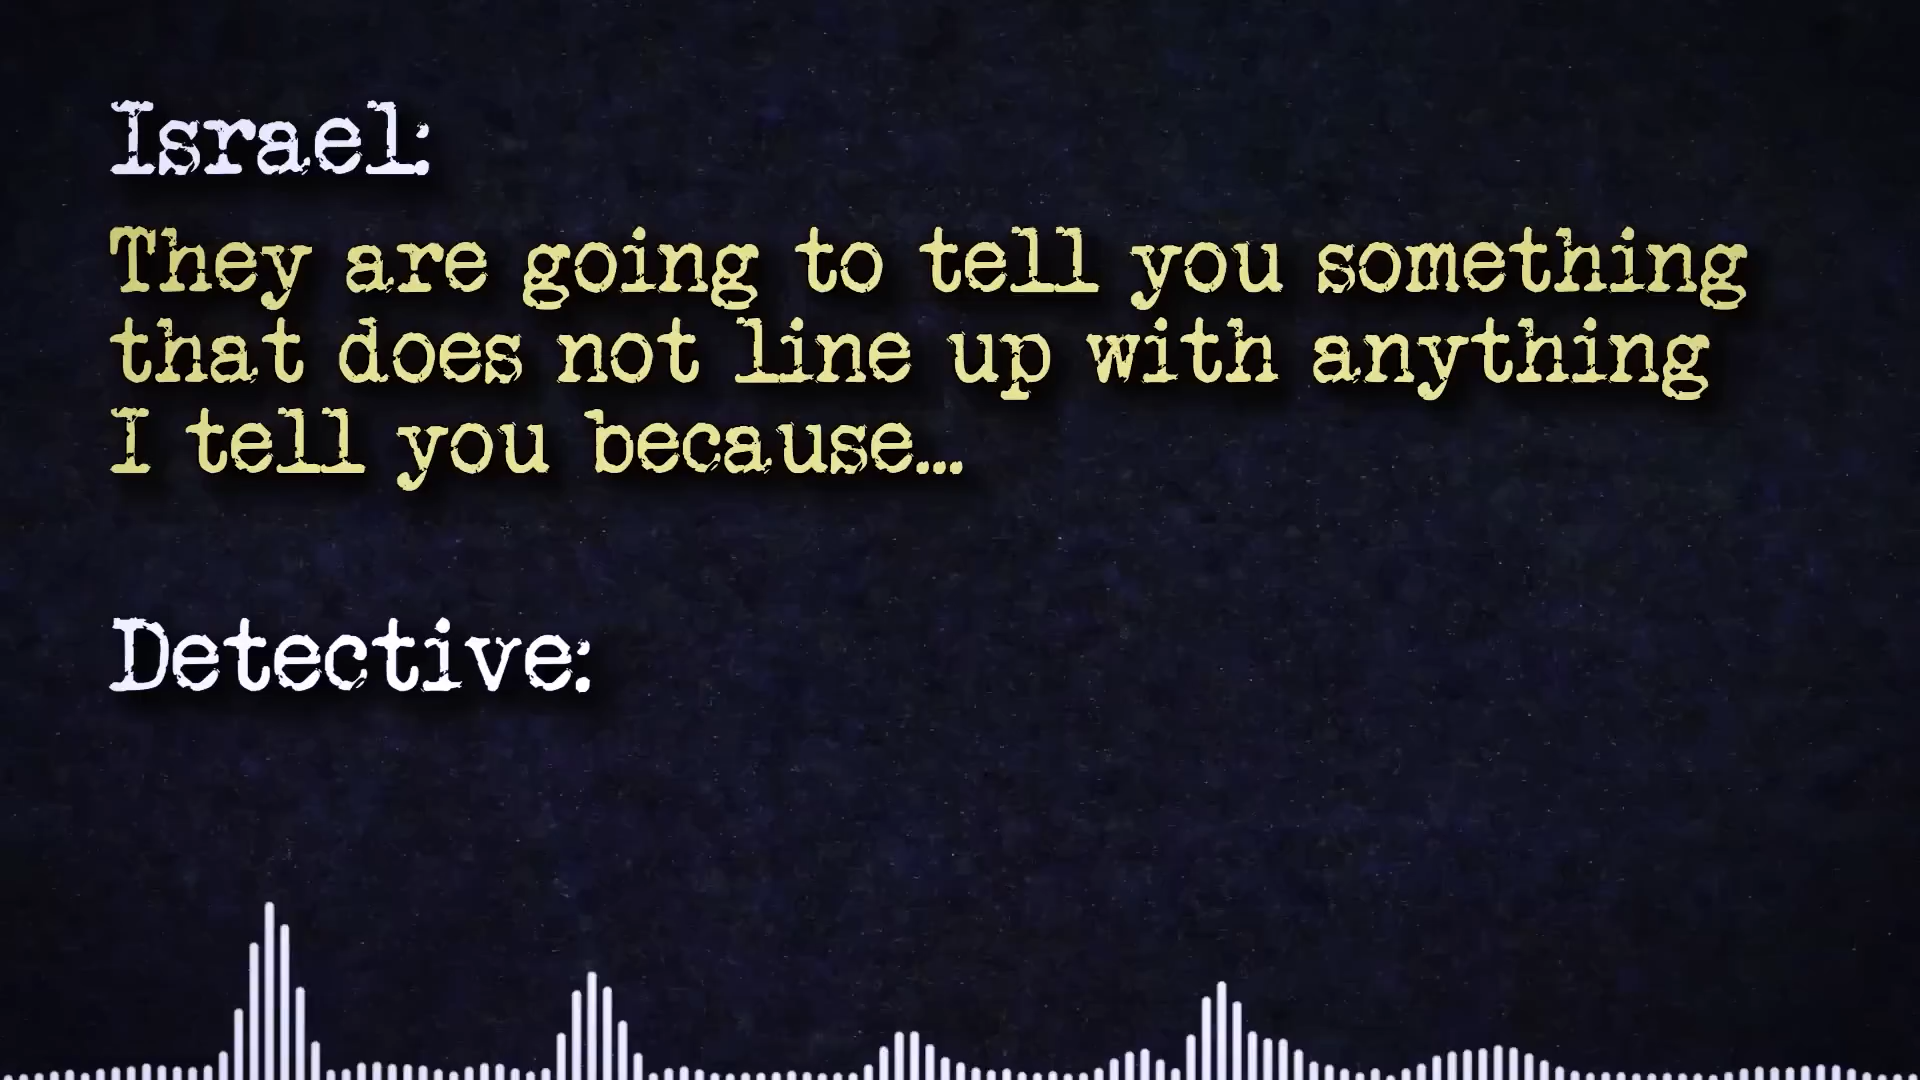 Israel:
They are going to tell you something
that does not line up with anything
I tell you because...
Detective: